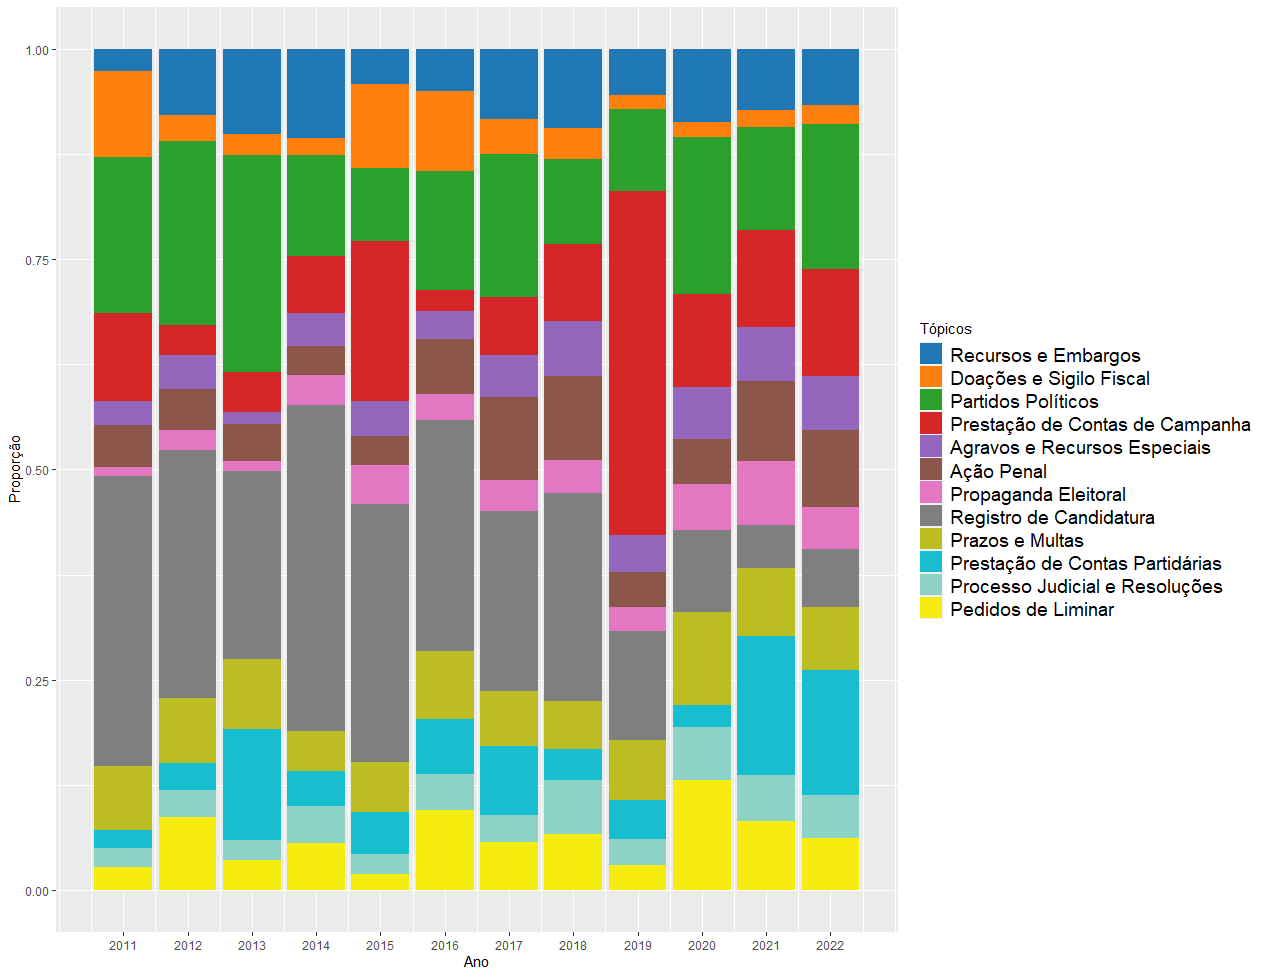 1.00
0.75
0.50
0.25
0.00
Proporção
2011 2012 2013 2014 2015 2016 2017 2018 2019 2020 2021 2022
Ano
Tópicos
Recursos e Embargos
Doações e Sigilo Fiscal
Partidos Políticos
Prestação de Contas de Campanha
Agravos e Recursos Especiais
Ação Penal
Propaganda Eleitoral
Registro de Candidatura
Prazos e Multas
Prestação de Contas Partidárias
Processo Judicial e Resoluções
Pedidos de Liminar